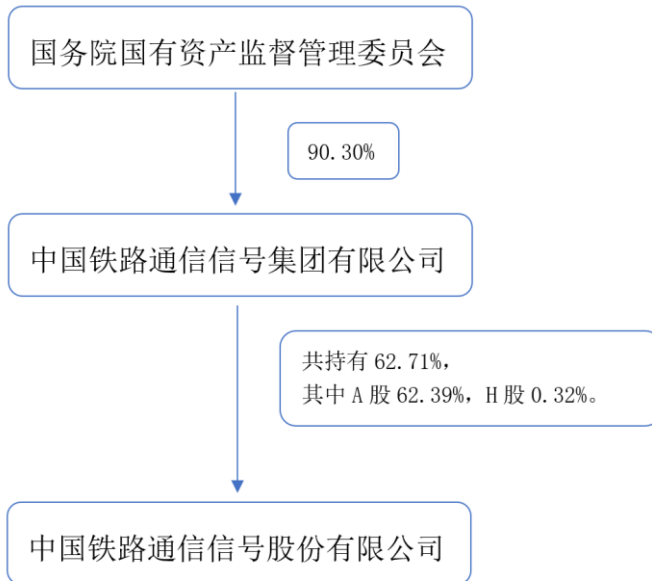 国务院国有资产监督管理委员会
90.30%
中国铁路通信信号集团有限公司
共持有 62.71%，
其中 A 股 62.39%，H 股 0.32%。
中国铁路通信信号股份有限公司